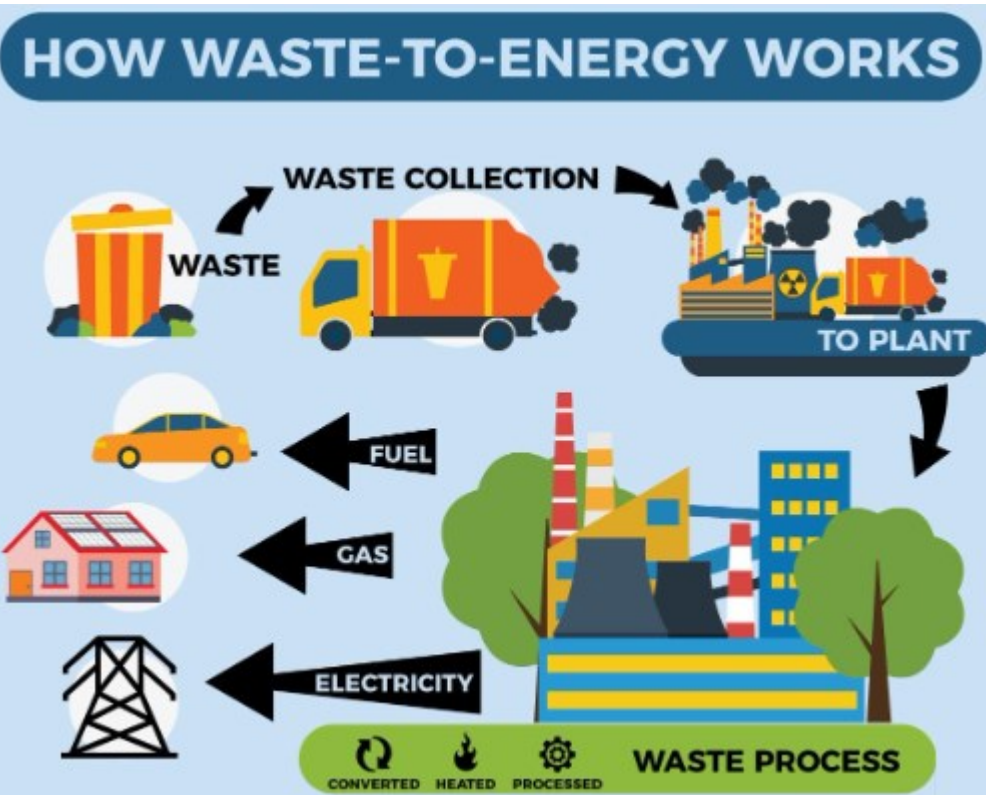 HOW WASTE-TO-ENERGY WORKS
WASTE COLLECTION
WASTE
TO PLANT
FUEL
GAS
ELECTRICITY
WASTE PROCESS
CONVERTED HEATED PROCESSED